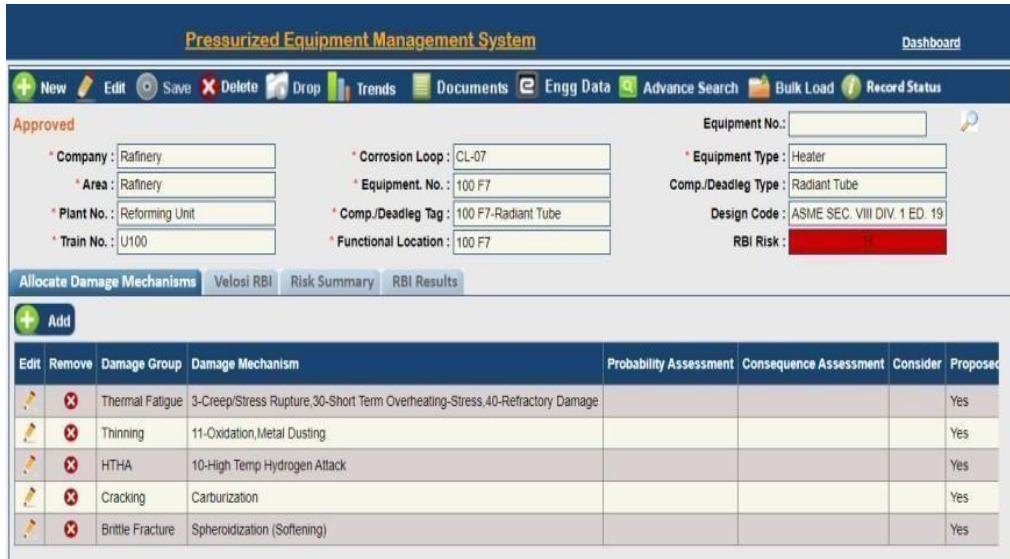 Pressurized Equipment Management System
Dashboard
New Edit Save Delete Drop Trends Documents Engg Data Advance Search Bulk Load Record Status
Approved Equipment No.:
* Company : Rafinery * Corrosion Loop : CL-07 * Equipment Type : Heater
* Area : Rafinery * Equipment. No. : 100 F7 Comp./Deadleg Type : Radiant Tube
* Plant No. : Reforming Unit * Comp./Deadleg Tag : 100 F7-Radiant Tube Design Code : ASME SEC. VIII DIV. 1 ED. 19
* Train No. : U100 * Functional Location : 100 F7 RBI Risk : H
Allocate Damage Mechanisms Velosi RBI Risk Summary RBI Results
Add
Edit Remove Damage Group Damage Mechanism Probability Assessment Consequence Assessment Consider Proposed
Thermal Fatigue 3-Creep/Stress Rupture,30-Short Term Overheating-Stress,40-Refractory Damage Yes
Thinning 11-Oxidation,Metal Dusting Yes
HTHA 10-High Temp Hydrogen Attack Yes
Cracking Carburization Yes
Brittle Fracture Spheroidization (Softening) Yes